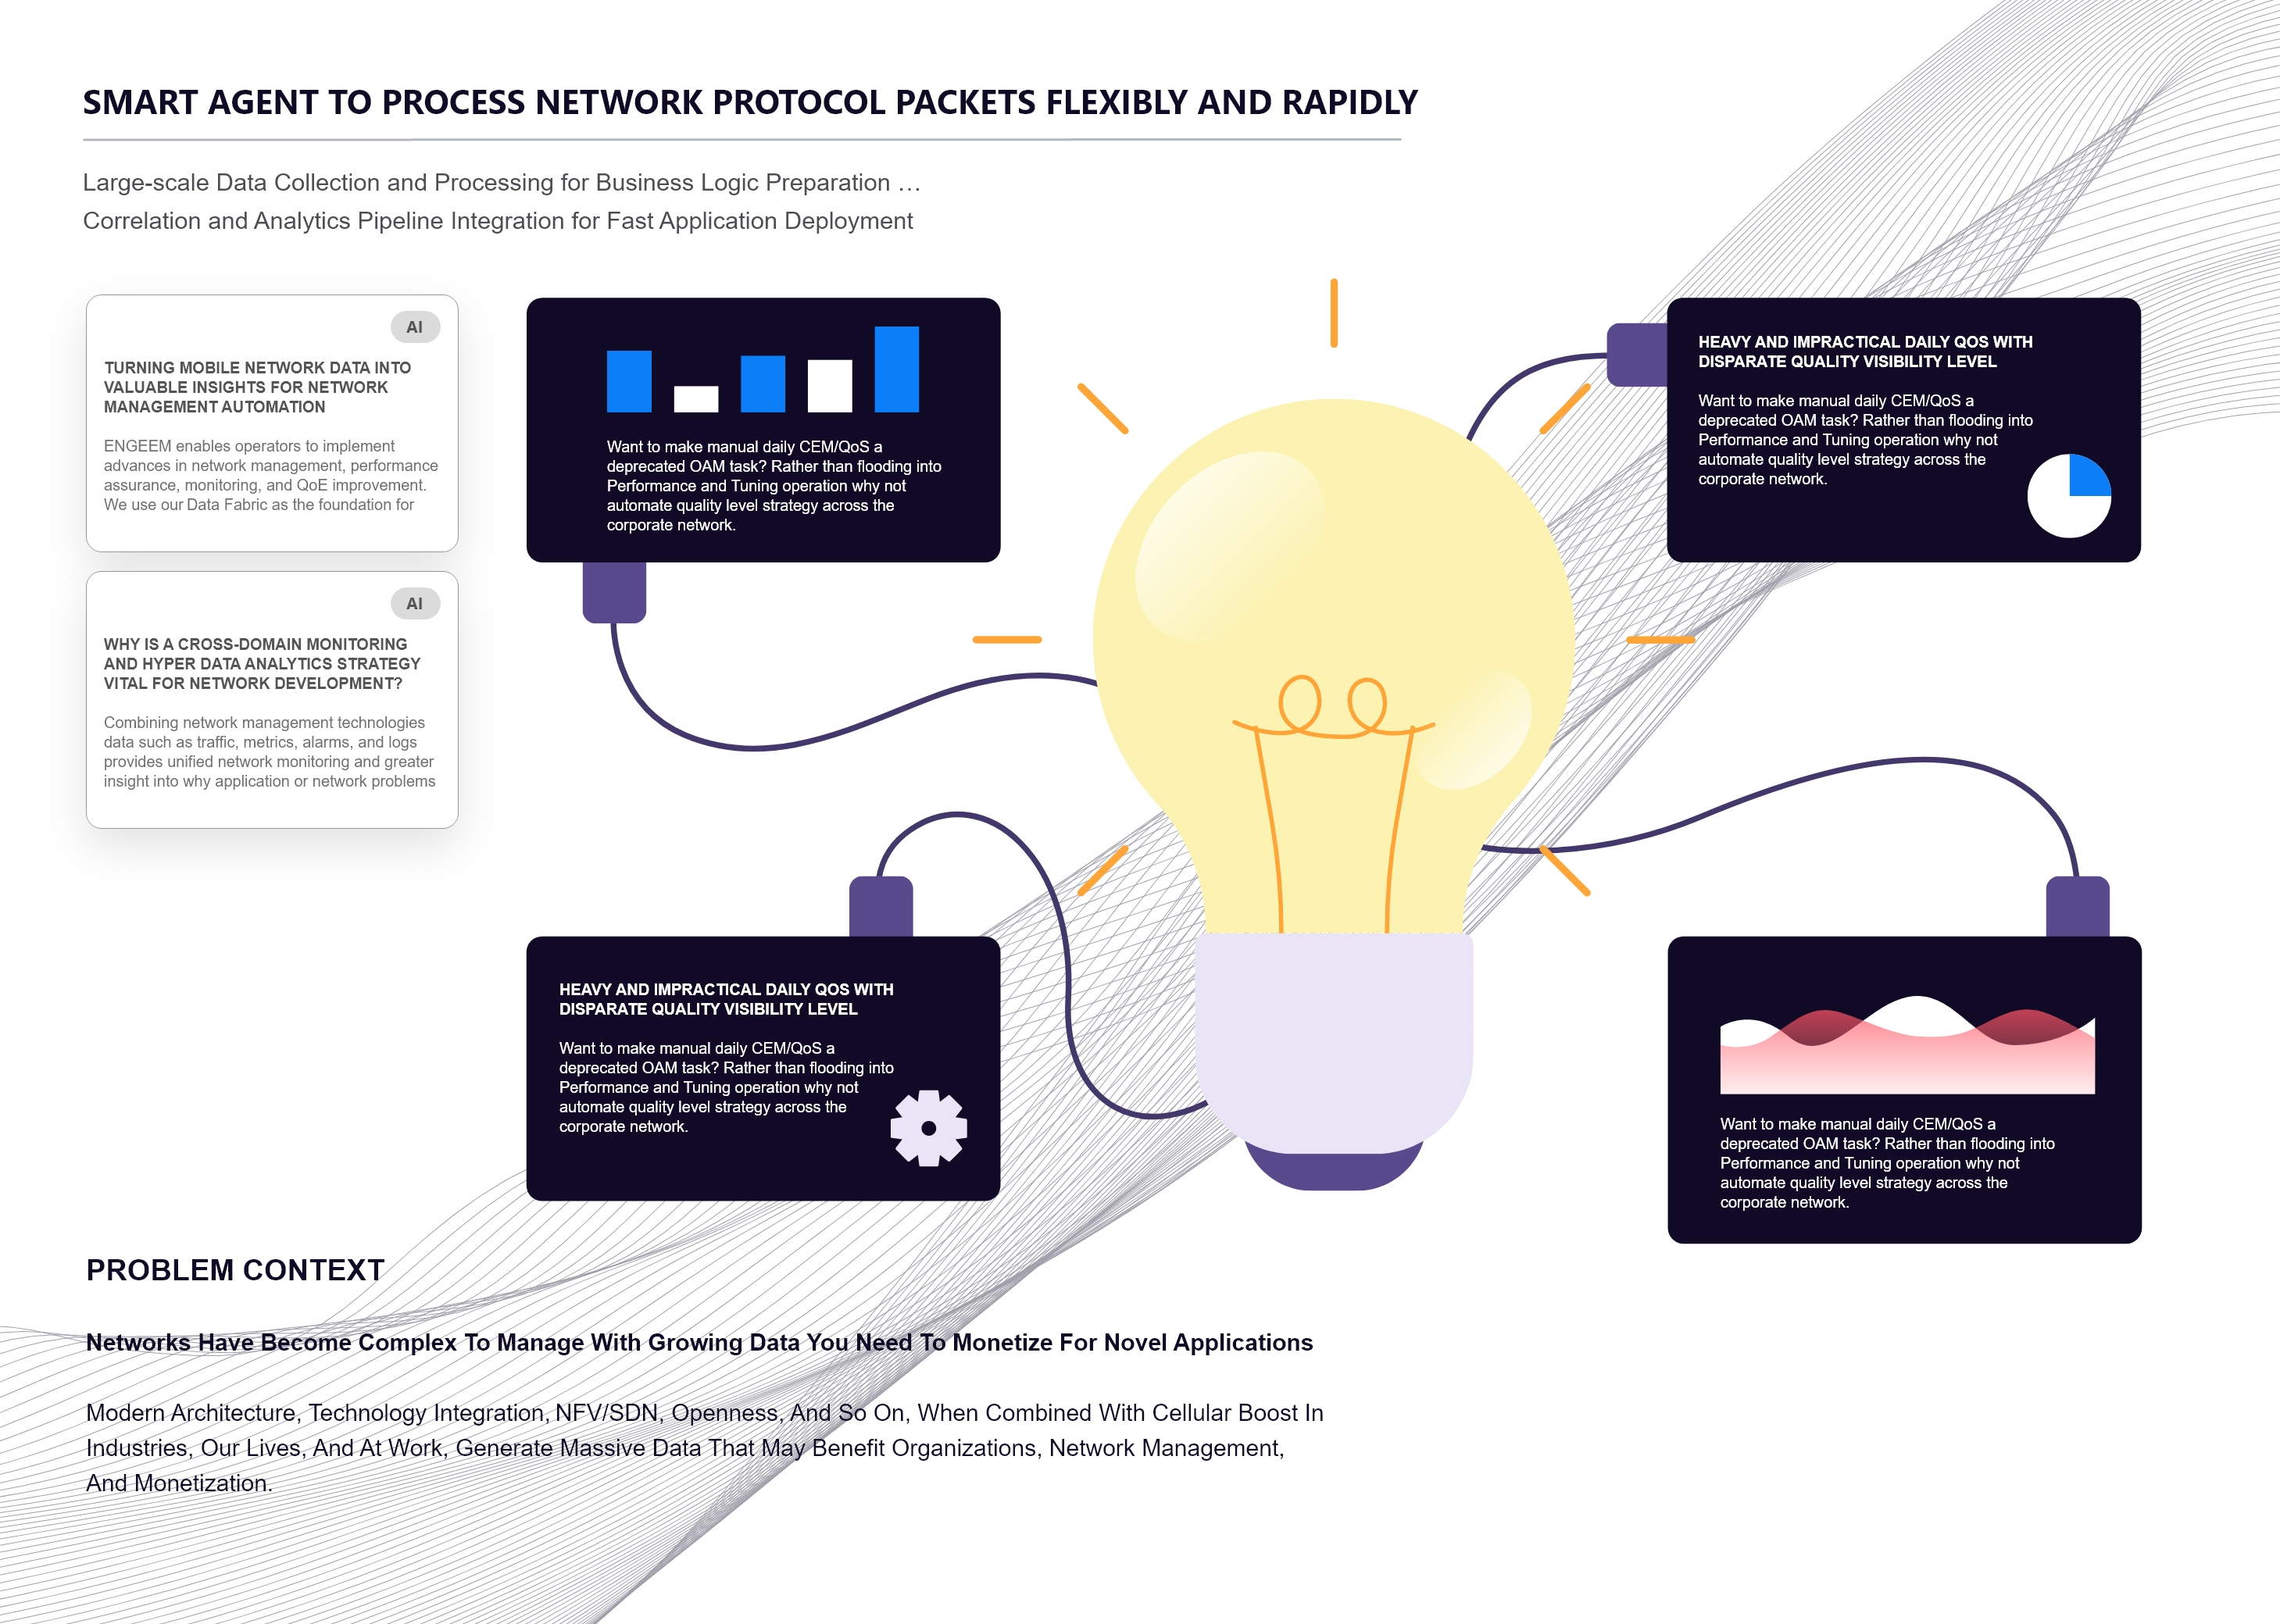 SMART AGENT TO PROCESS NETWORK PROTOCOL PACKETS FLEXIBLY AND RAPIDLY
Large-scale Data Collection and Processing for Business Logic Preparation …
Correlation and Analytics Pipeline Integration for Fast Application Deployment
AI
TURNING MOBILE NETWORK DATA INTO
VALUABLE INSIGHTS FOR NETWORK
MANAGEMENT AUTOMATION
ENGEEM enables operators to implement
advances in network management, performance
assurance, monitoring, and QoE improvement.
We use our Data Fabric as the foundation for
AI
WHY IS A CROSS-DOMAIN MONITORING
AND HYPER DATA ANALYTICS STRATEGY
VITAL FOR NETWORK DEVELOPMENT?
Combining network management technologies
data such as traffic, metrics, alarms, and logs
provides unified network monitoring and greater
insight into why application or network problems
Want to make manual daily CEM/QoS a
deprecated OAM task? Rather than flooding into
Performance and Tuning operation why not
automate quality level strategy across the
corporate network.
HEAVY AND IMPRACTICAL DAILY QOS WITH
DISPARATE QUALITY VISIBILITY LEVEL
Want to make manual daily CEM/QoS a
deprecated OAM task? Rather than flooding into
Performance and Tuning operation why not
automate quality level strategy across the
corporate network.
HEAVY AND IMPRACTICAL DAILY QOS WITH
DISPARATE QUALITY VISIBILITY LEVEL
Want to make manual daily CEM/QoS a
deprecated OAM task? Rather than flooding into
Performance and Tuning operation why not
automate quality level strategy across the
corporate network.
Want to make manual daily CEM/QoS a
deprecated OAM task? Rather than flooding into
Performance and Tuning operation why not
automate quality level strategy across the
corporate network.
PROBLEM CONTEXT
Networks Have Become Complex To Manage With Growing Data You Need To Monetize For Novel Applications
Modern Architecture, Technology Integration, NFV/SDN, Openness, And So On, When Combined With Cellular Boost In
Industries, Our Lives, And At Work, Generate Massive Data That May Benefit Organizations, Network Management,
And Monetization.